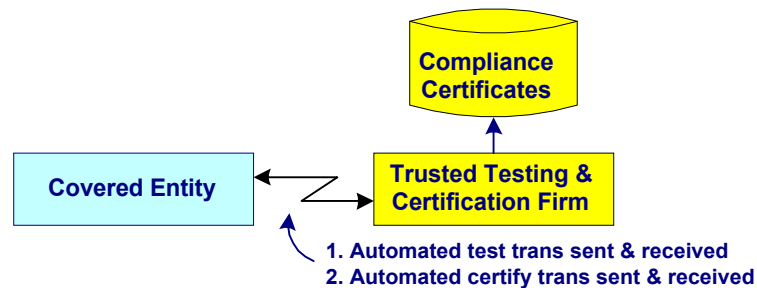 Compliance
Certificates
Covered Entity
Trusted Testing &
Certification Firm
1. Automated test trans sent & received
2. Automated certify trans sent & received